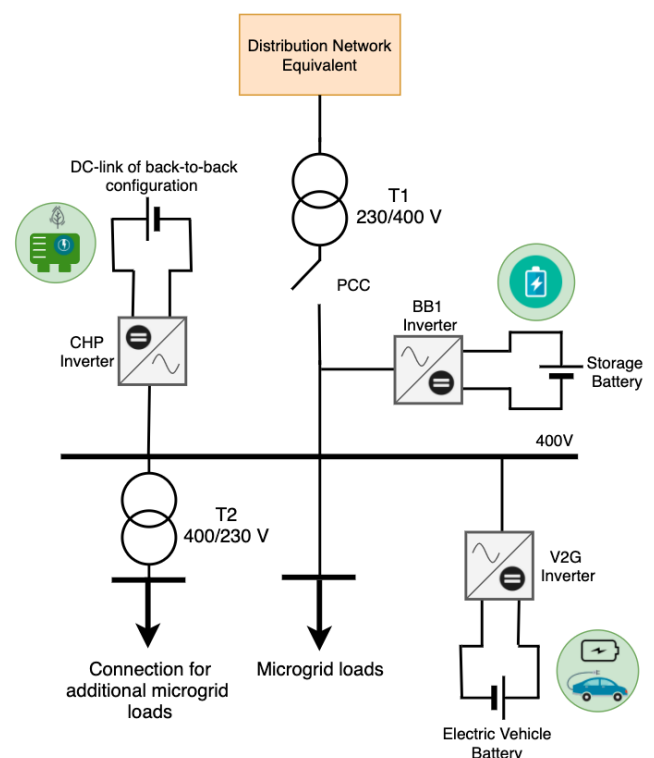 Distribution Network
Equivalent
DC-link of back-to-back
configuration
T1
230/400 V
PCC
BB1
Inverter
CHP
Inverter
Storage
Battery
400V
T2
400/230 V
V2G
Inverter
Connection for
additional microgrid
loads
Microgrid loads
Electric Vehicle
Battery